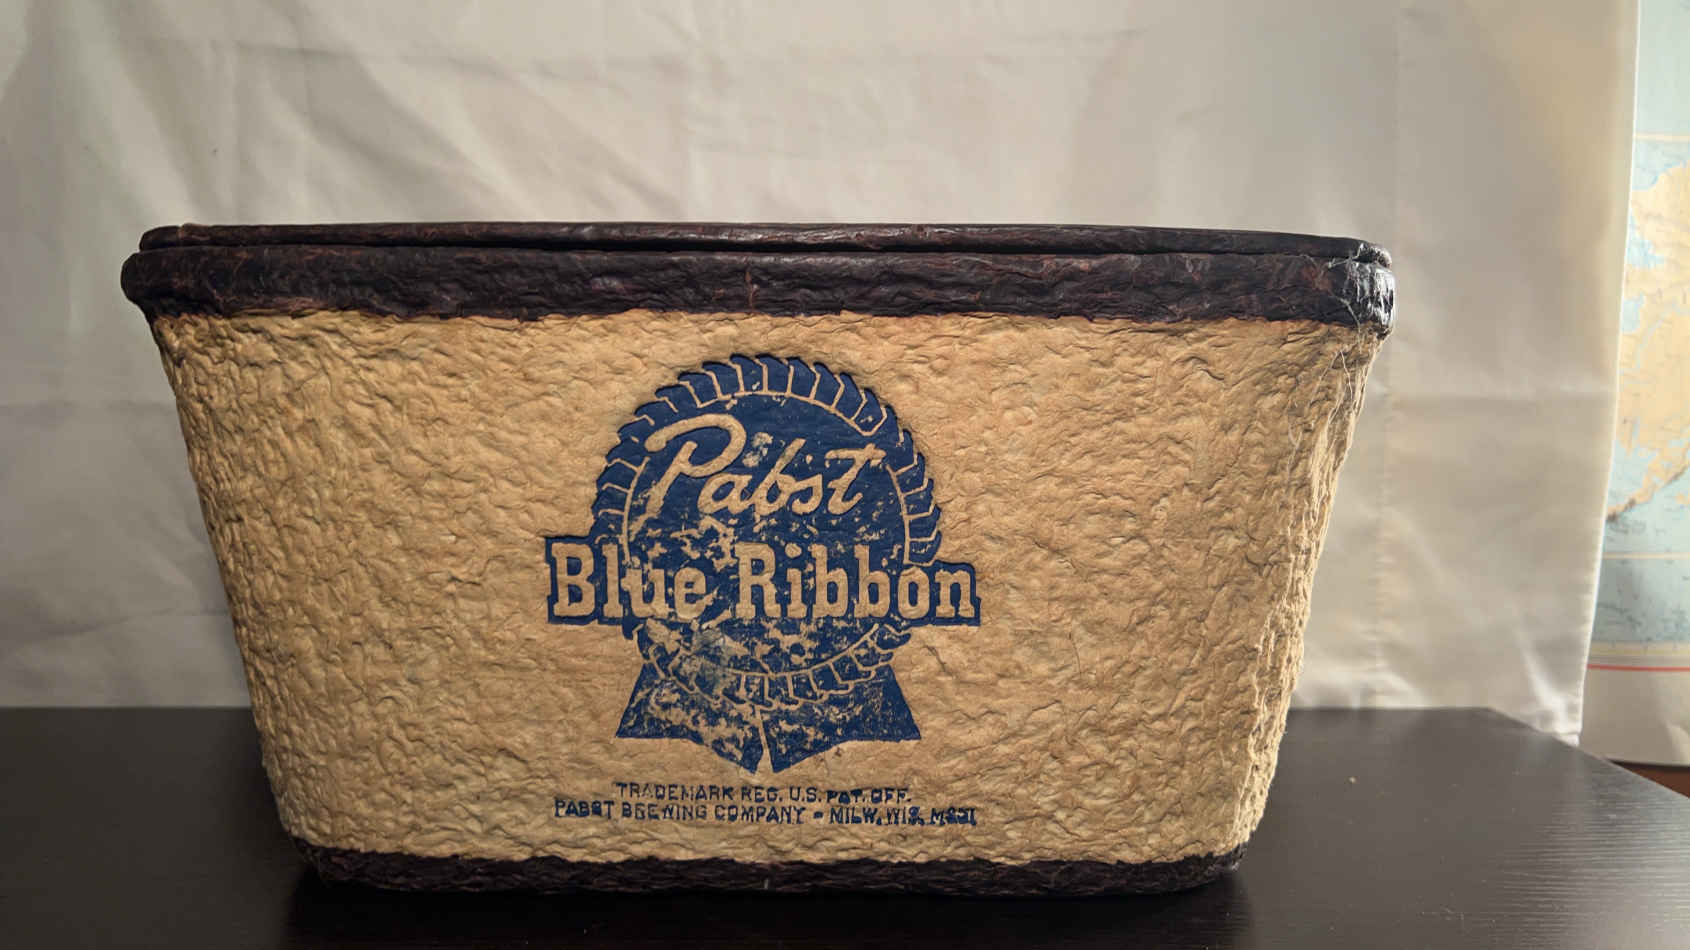 Pabst
Blue Ribbon
TRADEMARK REG. U.S. PAT. OFF.
PABST BREWING COMPANY - MILW. WIS.